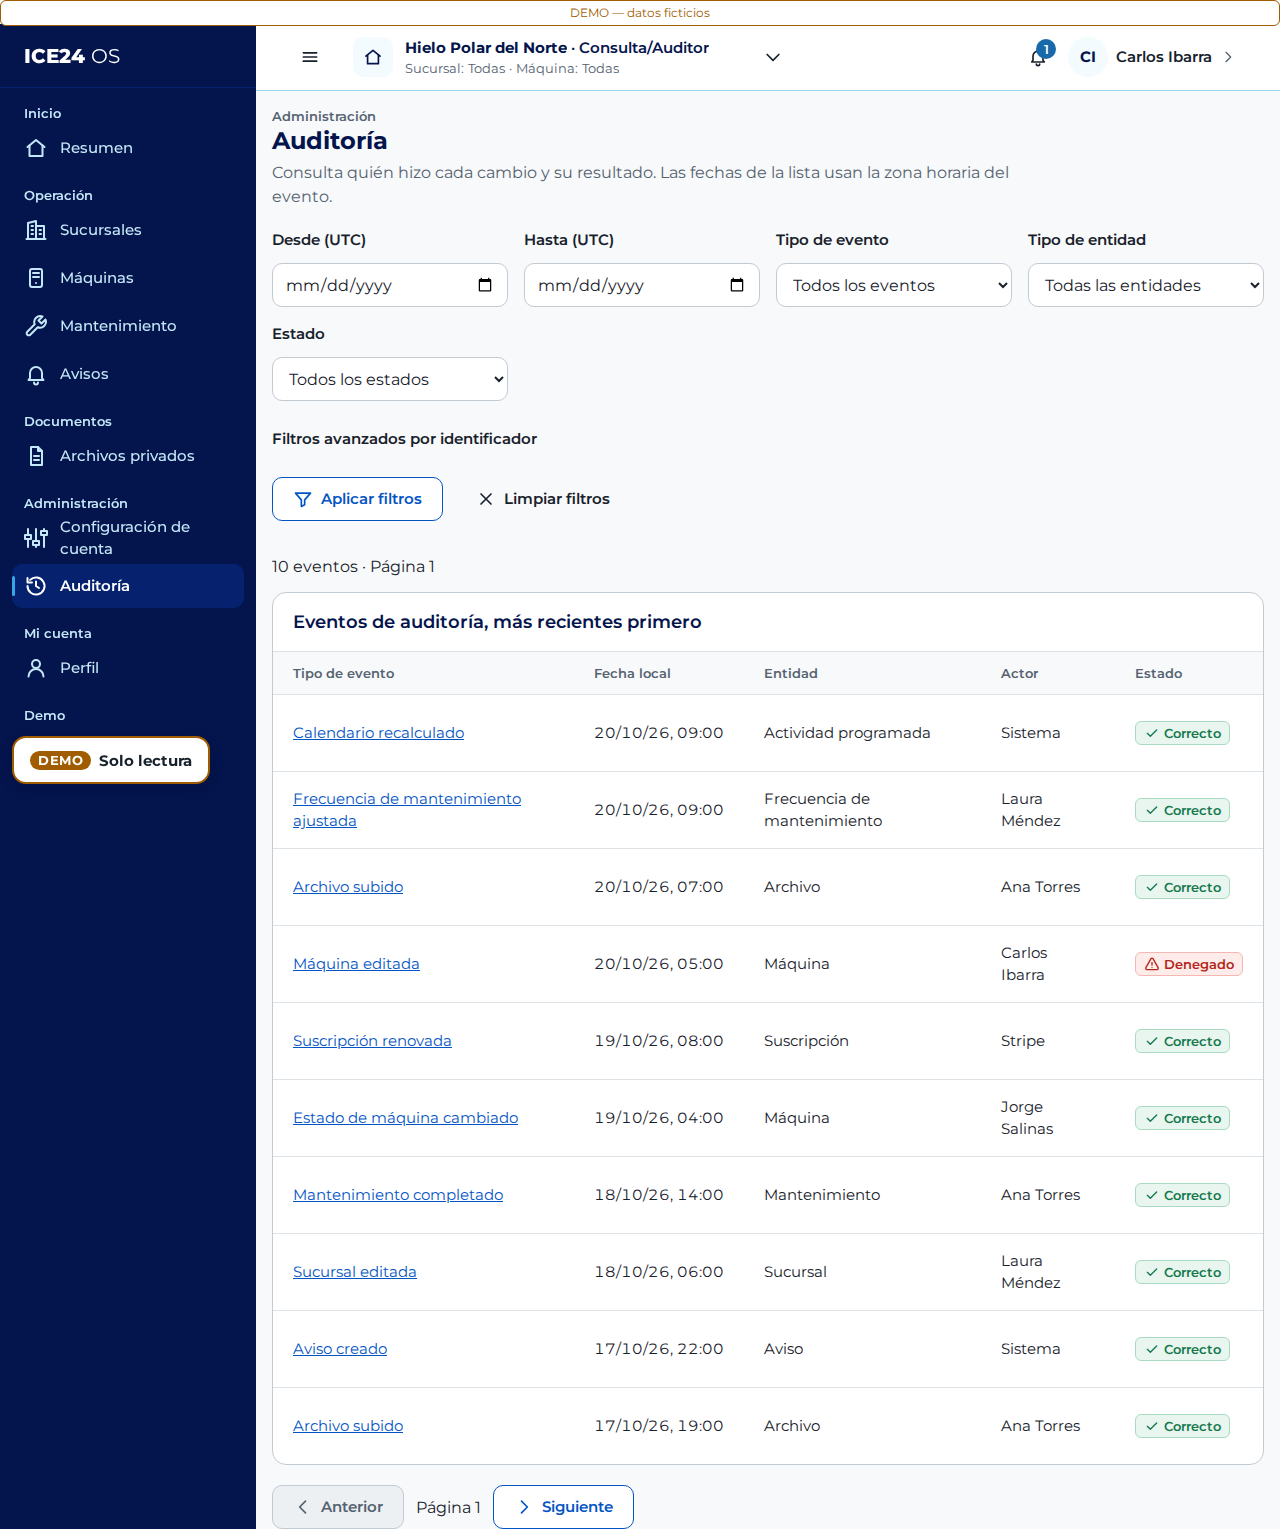 DEMO — datos ficticios
ICE24 OS
Hielo Polar del Norte · Consulta/Auditor
Sucursal: Todas · Máquina: Todas
1
CI
Carlos Ibarra
Inicio
Resumen
Operación
Sucursales
Máquinas
Mantenimiento
Avisos
Documentos
Archivos privados
Administración
Configuración de
cuenta
Auditoría
Mi cuenta
Perfil
Demo
DEMO Solo lectura
Administración
Auditoría
Consulta quién hizo cada cambio y su resultado. Las fechas de la lista usan la zona horaria del
evento.
Desde (UTC)
mm/dd/yyyy
Hasta (UTC)
mm/dd/yyyy
Tipo de evento
Todos los eventos
Tipo de entidad
Todas las entidades
Estado
Todos los estados
Filtros avanzados por identificador
Aplicar filtros
Limpiar filtros
10 eventos · Página 1
Eventos de auditoría, más recientes primero
Tipo de evento Fecha local Entidad Actor Estado
Calendario recalculado 20/10/26, 09:00 Actividad programada Sistema Correcto
Frecuencia de mantenimiento
ajustada
20/10/26, 09:00
Frecuencia de
mantenimiento
Laura
Méndez
Correcto
Archivo subido 20/10/26, 07:00 Archivo Ana Torres Correcto
Máquina editada 20/10/26, 05:00 Máquina
Carlos
Ibarra
Denegado
Suscripción renovada 19/10/26, 08:00 Suscripción Stripe Correcto
Estado de máquina cambiado 19/10/26, 04:00 Máquina
Jorge
Salinas
Correcto
Mantenimiento completado 18/10/26, 14:00 Mantenimiento Ana Torres Correcto
Sucursal editada 18/10/26, 06:00 Sucursal
Laura
Méndez
Correcto
Aviso creado 17/10/26, 22:00 Aviso Sistema Correcto
Archivo subido 17/10/26, 19:00 Archivo Ana Torres Correcto
Anterior
Página 1
Siguiente